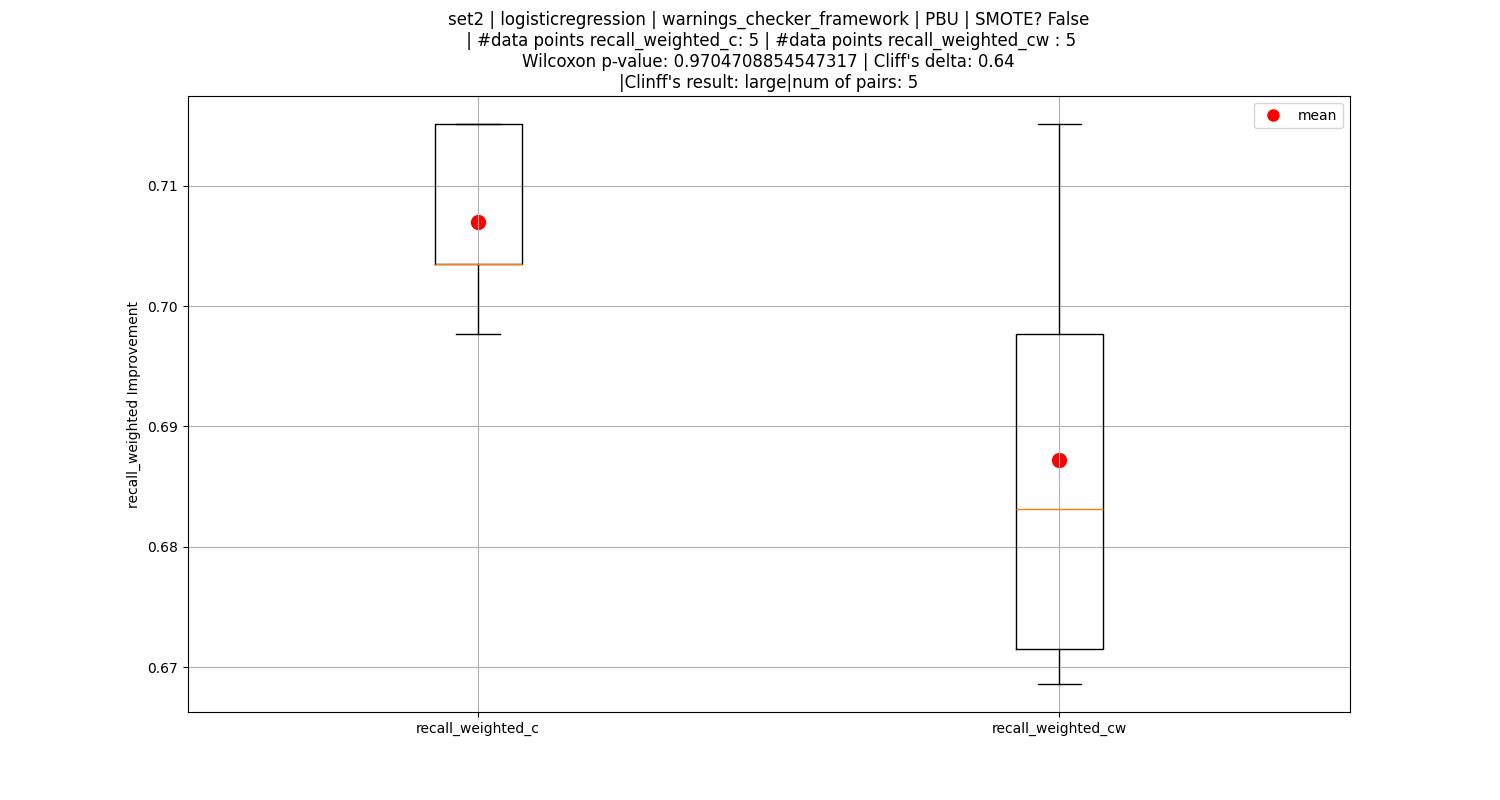 set2 | logisticregression | warnings_checker_framework | PBU | SMOTE? False
| #data points recall_weighted_c: 5 | #data points recall_weighted_cw : 5
Wilcoxon p-value: 0.9704708854547317 | Cliff's delta: 0.64
|Clinff's result: large|num of pairs: 5
mean
0.71
0.70
0.69
0.68
0.67
recall_weighted Improvement
recall_weighted_c
recall_weighted_cw